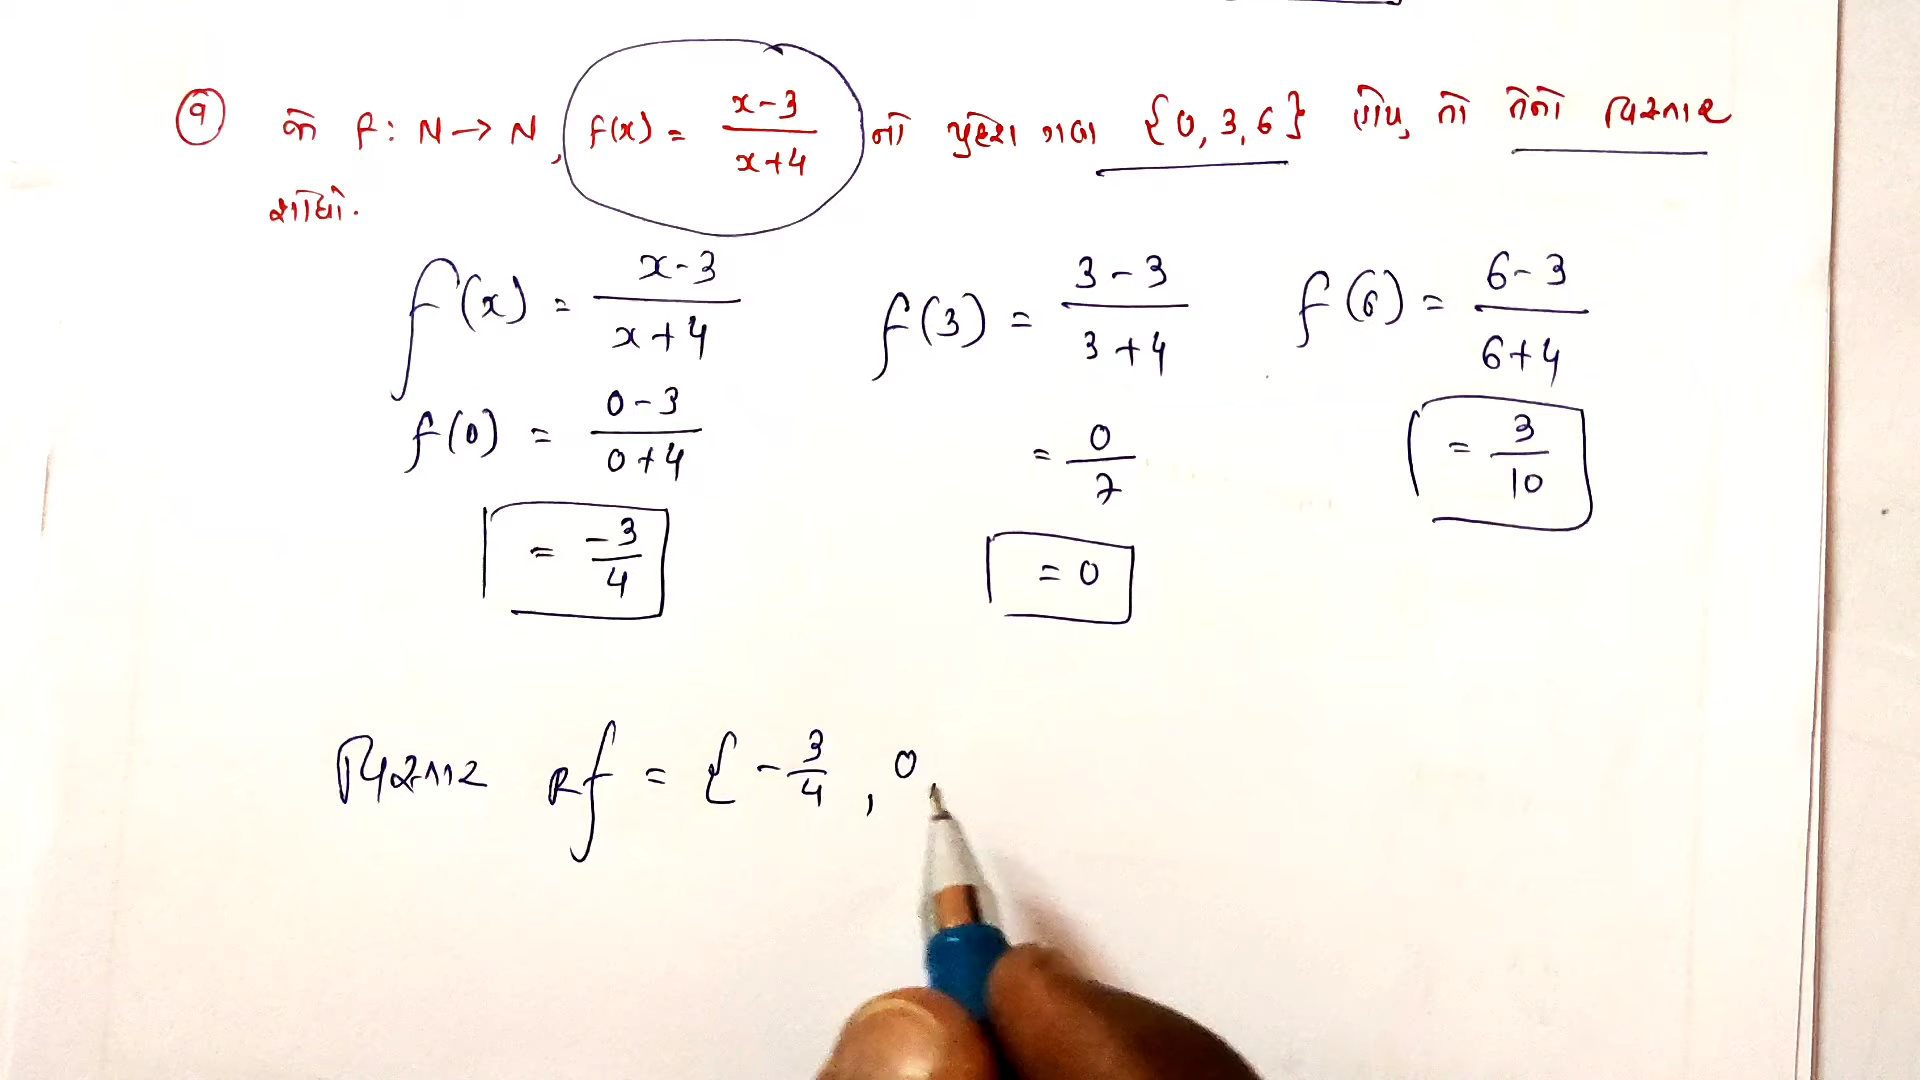 ૧ જો f: N → N, f(x) = x-3/x+4 નો પ્રદેશ ગણ {0, 3, 6} હોય, તો તેનો વિસ્તાર
શોધો.
f(x) = x-3/x+4 f(3) = 3-3/3+4 f(6) = 6-3/6+4
f(0) = 0-3/0+4 = 0/7 = 3/10
= -3/4 = 0
વિસ્તાર Rf = {-3/4, 0,